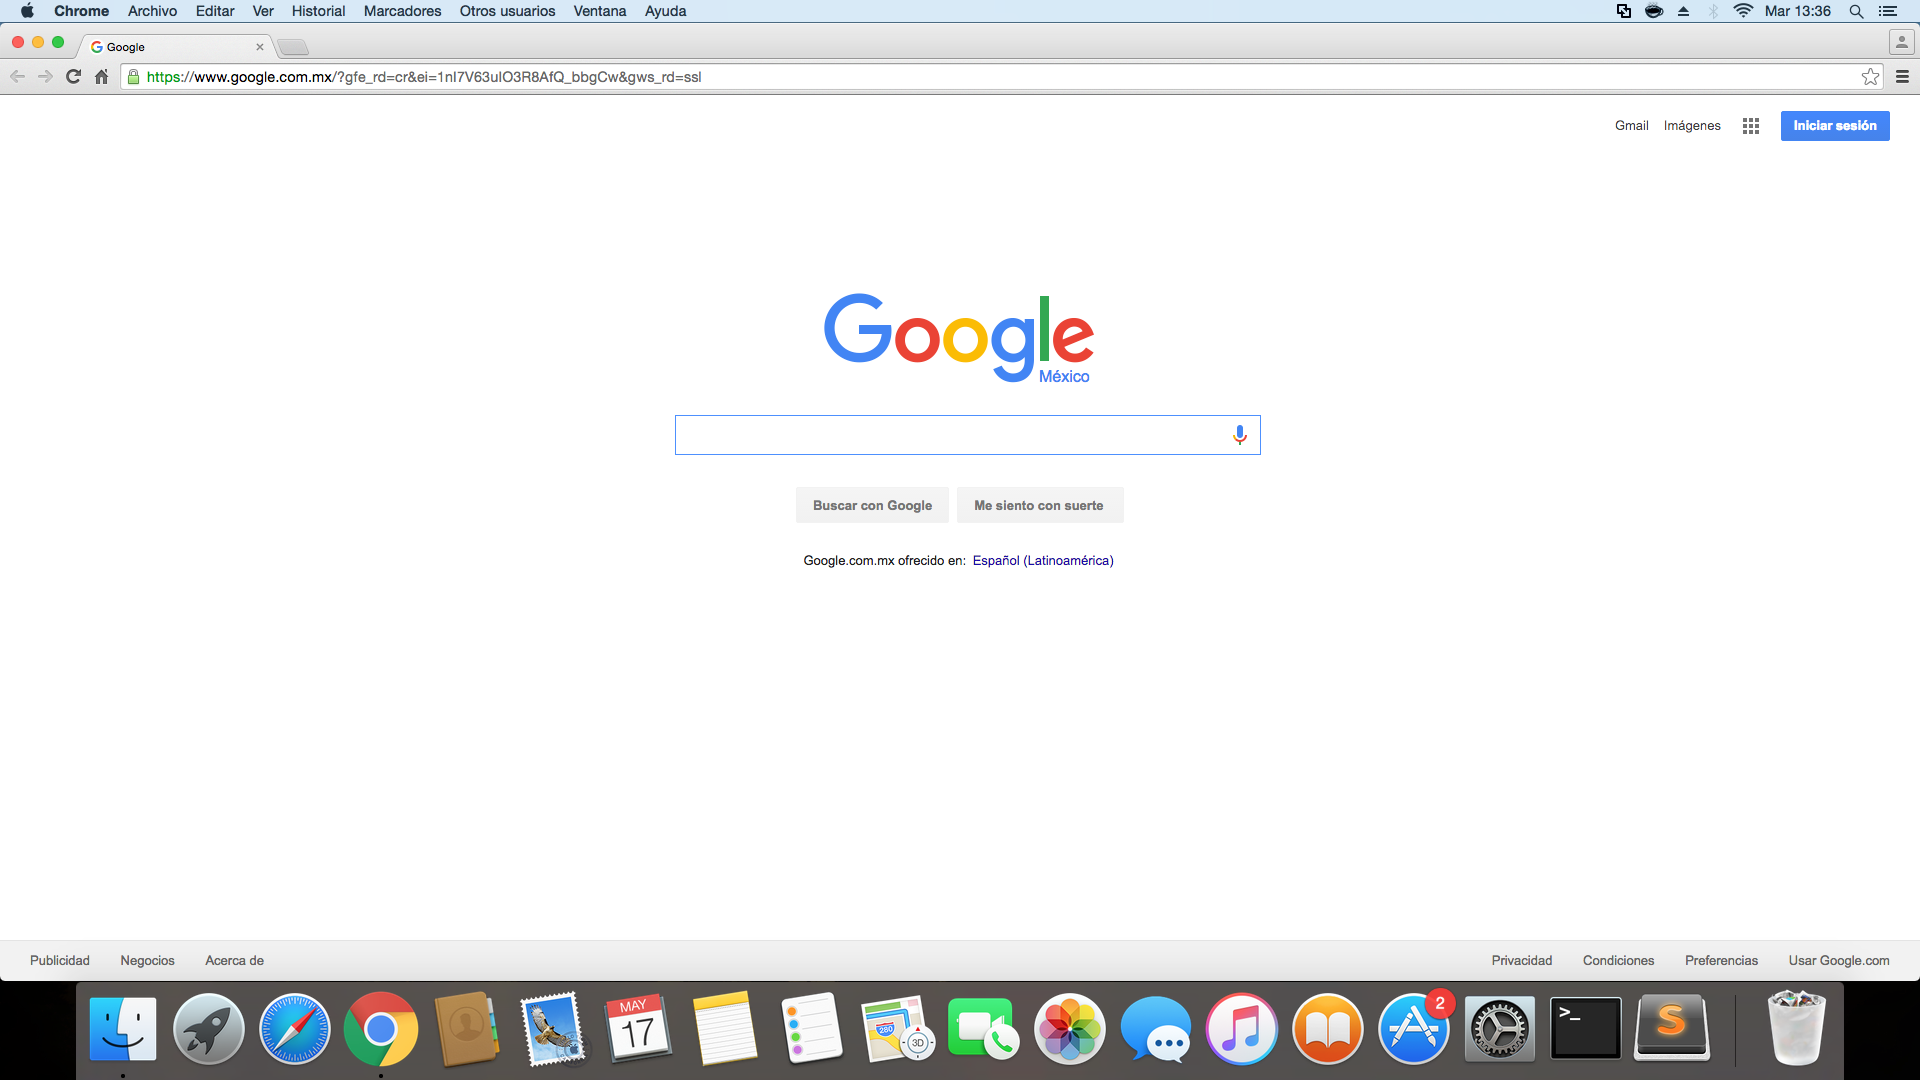 Chrome Archivo Editar Ver Historial Marcadores Otros usuarios Ventana Ayuda Mar 13:36
Google
https://www.google.com.mx/?gfe_rd=cr&ei=1nI7V63uIO3R8AfQ_bbgCw&gws_rd=ssl
Gmail Imágenes Iniciar sesión
Google
México
Buscar con Google Me siento con suerte
Google.com.mx ofrecido en: Español (Latinoamérica)
Publicidad Negocios Acerca de Privacidad Condiciones Preferencias Usar Google.com
MAY
17
280
3D
2
>_
S